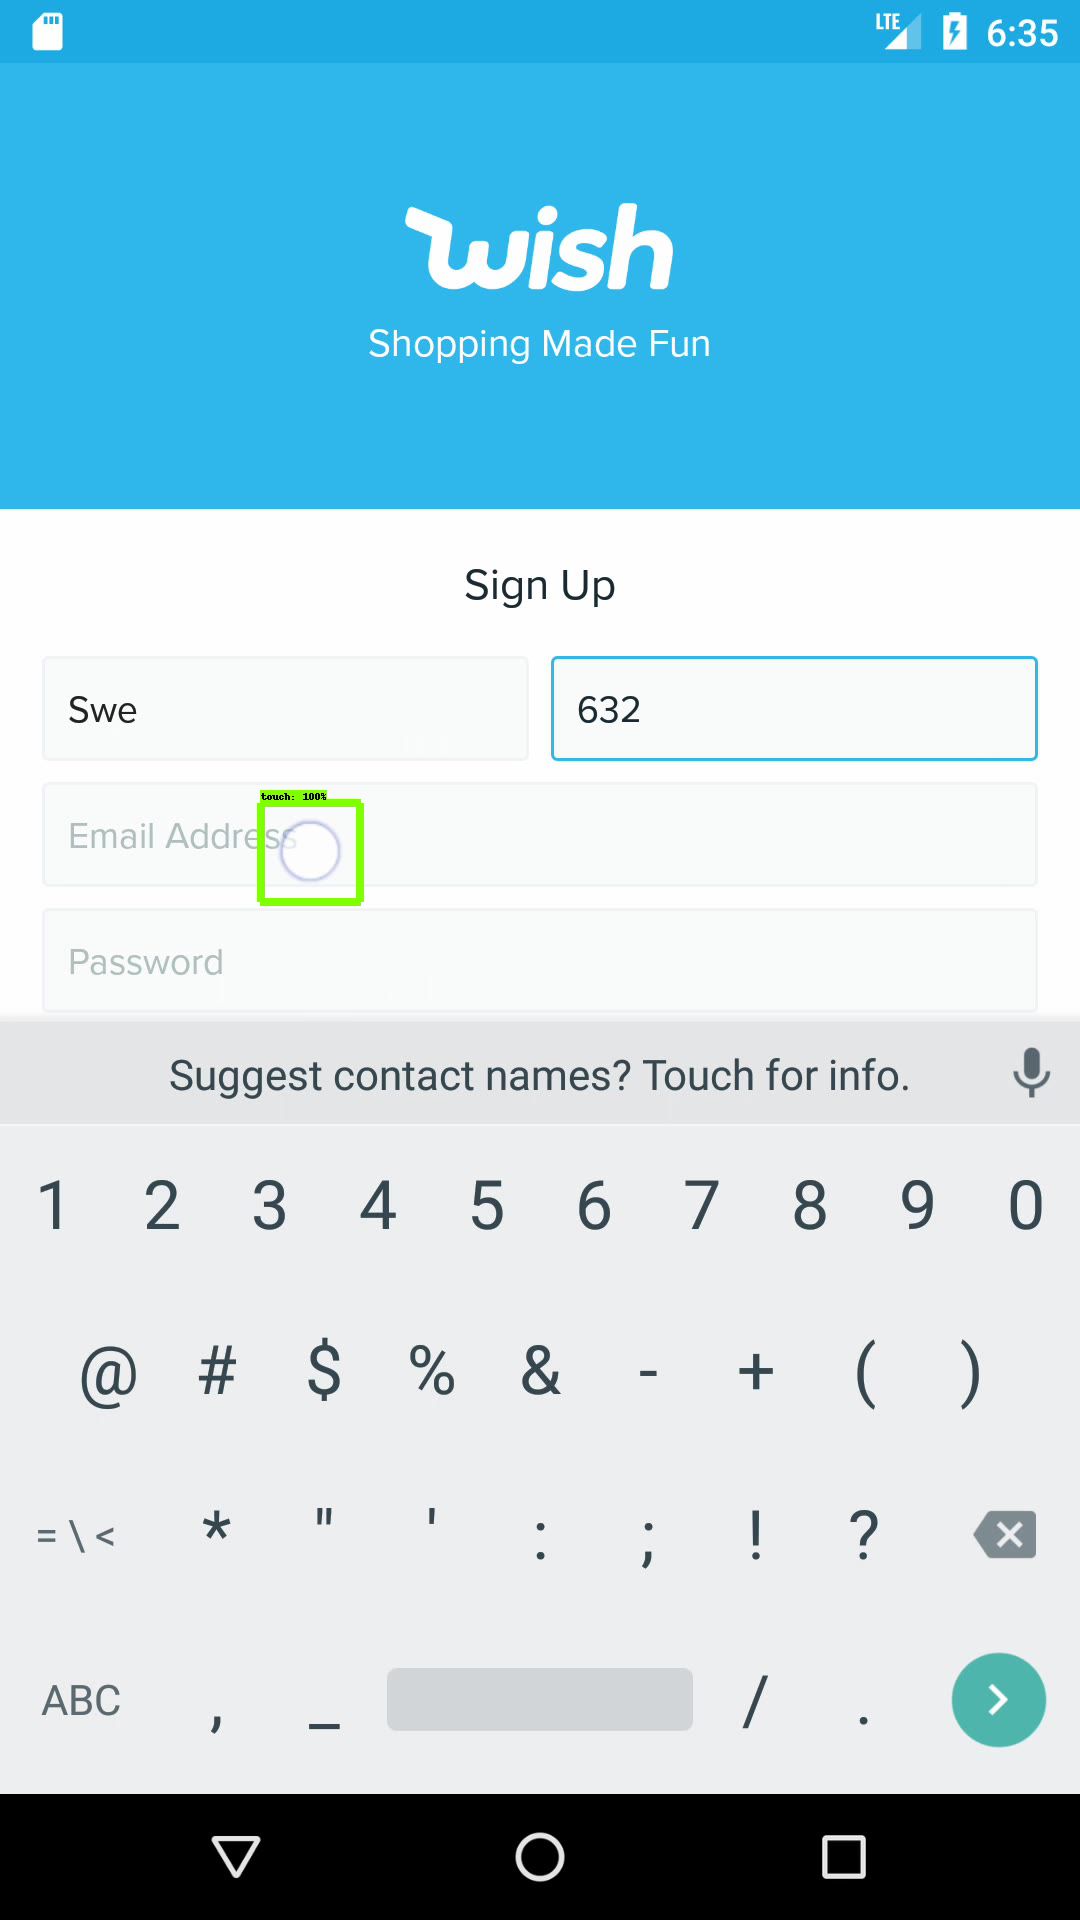 LTE 6:35
wish
Shopping Made Fun
Sign Up
Swe 632
touch: 100%
Email Address
Password
Suggest contact names? Touch for info.
1 2 3 4 5 6 7 8 9 0
@ # $ % & - + ( )
= \ < * " ' : ; ! ?
ABC , _ / .